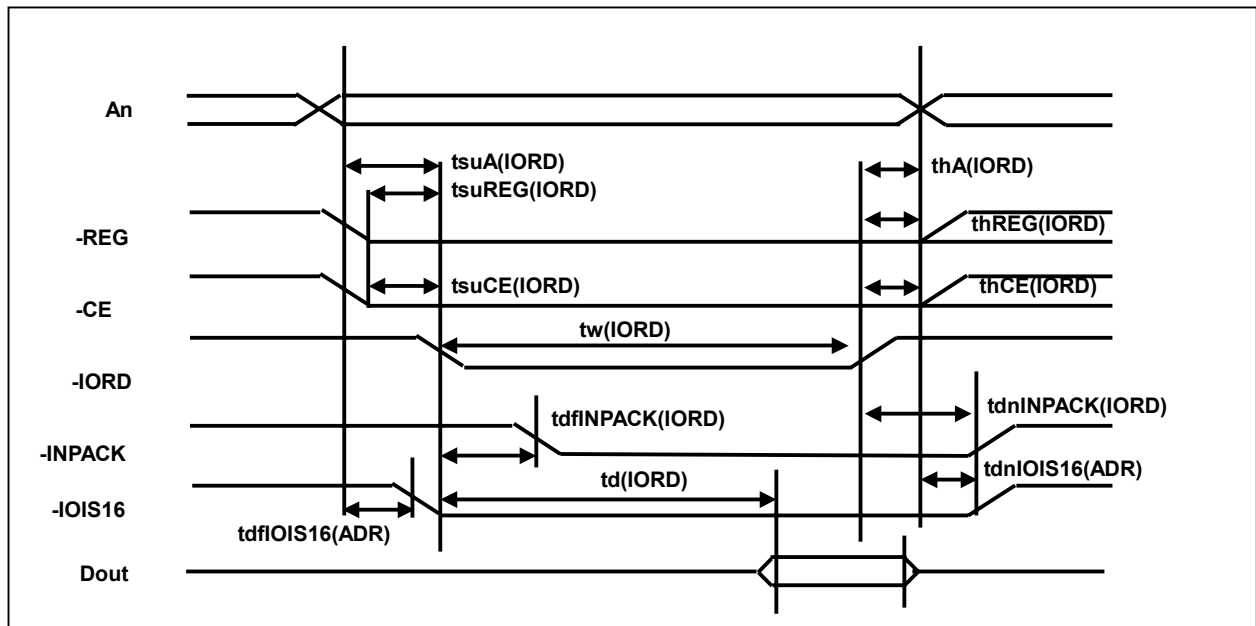 An
tsuA(IORD)
thA(IORD)
tsuREG(IORD)
-REG
thREG(IORD)
tsuCE(IORD)
thCE(IORD)
-CE
tw(IORD)
-IORD
tdfINPACK(IORD)
tdnINPACK(IORD)
-INPACK
td(IORD)
tdnIOIS16(ADR)
-IOIS16
tdfIOIS16(ADR)
Dout